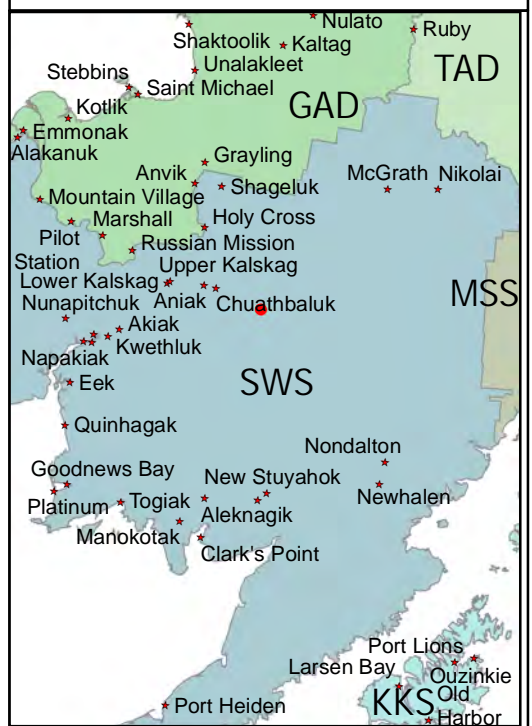 Nulato
Ruby
Shaktoolik
Kaltag
TAD
Unalakleet
Stebbins
Saint Michael
GAD
Kotlik
Emmonak
Alakanuk
Grayling
Anvik
McGrath
Nikolai
Shageluk
Mountain Village
Marshall
Holy Cross
Pilot
Station
Russian Mission
Upper Kalskag
Lower Kalskag
MSS
Nunapitchuk
Aniak
Chuathbaluk
Akiak
Kwethluk
Napakiak
SWS
Eek
Quinhagak
Nondalton
Goodnews Bay
New Stuyahok
Newhalen
Platinum
Togiak
Aleknagik
Manokotak
Clark's Point
Port Lions
Larsen Bay
Ouzinkie
KKS
Old
Harbor
Port Heiden